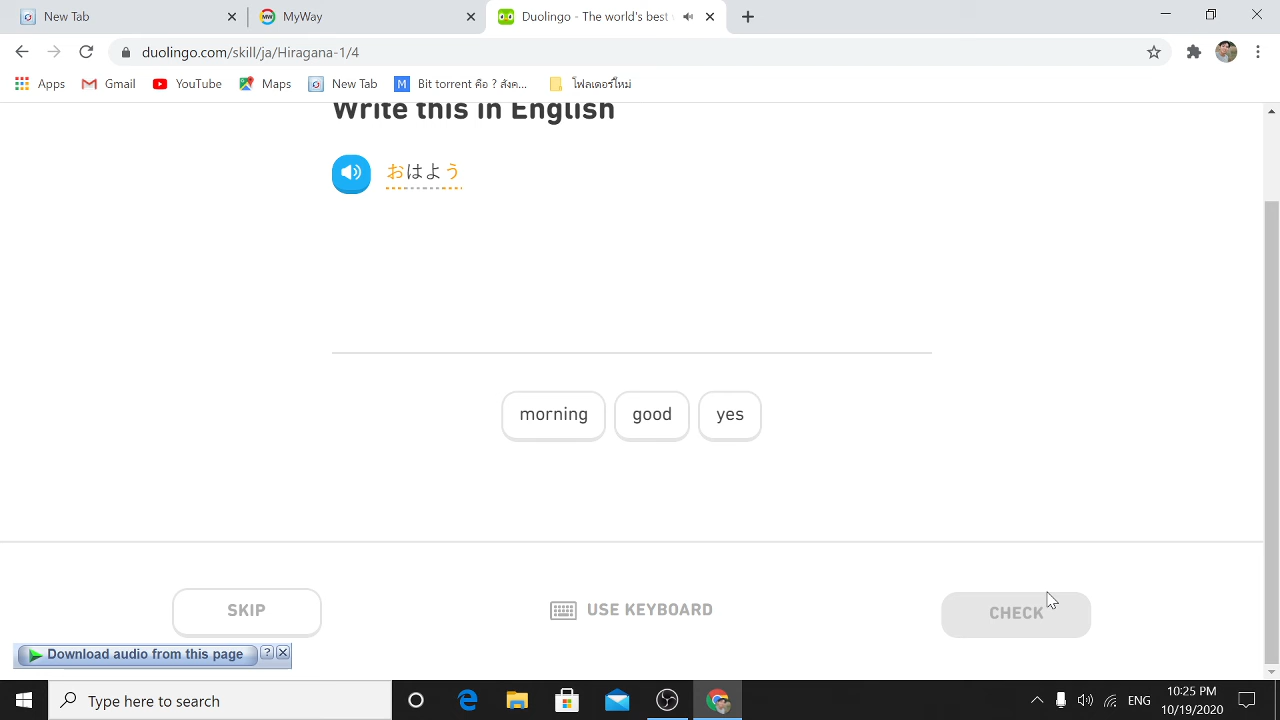 New Tab
MyWay
Duolingo - The world's best
duolingo.com/skill/ja/Hiragana-1/4
Apps
Gmail
YouTube
Maps
New Tab
Bit torrent คือ ? สังค...
โฟลเดอร์ใหม่
Write this in English
おはよう
morning
good
yes
SKIP
USE KEYBOARD
CHECK
Download audio from this page
?
Type here to search
ENG
10:25 PM
10/19/2020